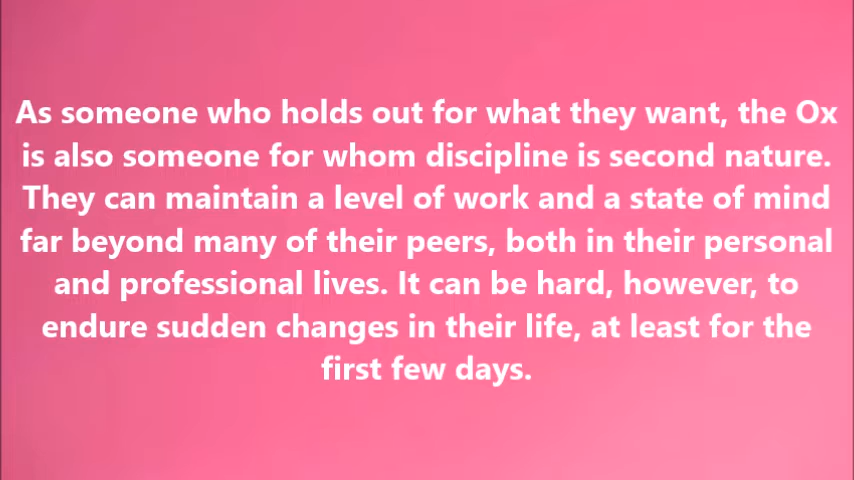 As someone who holds out for what they want, the Ox
is also someone for whom discipline is second nature.
They can maintain a level of work and a state of mind
far beyond many of their peers, both in their personal
and professional lives. It can be hard, however, to
endure sudden changes in their life, at least for the
first few days.